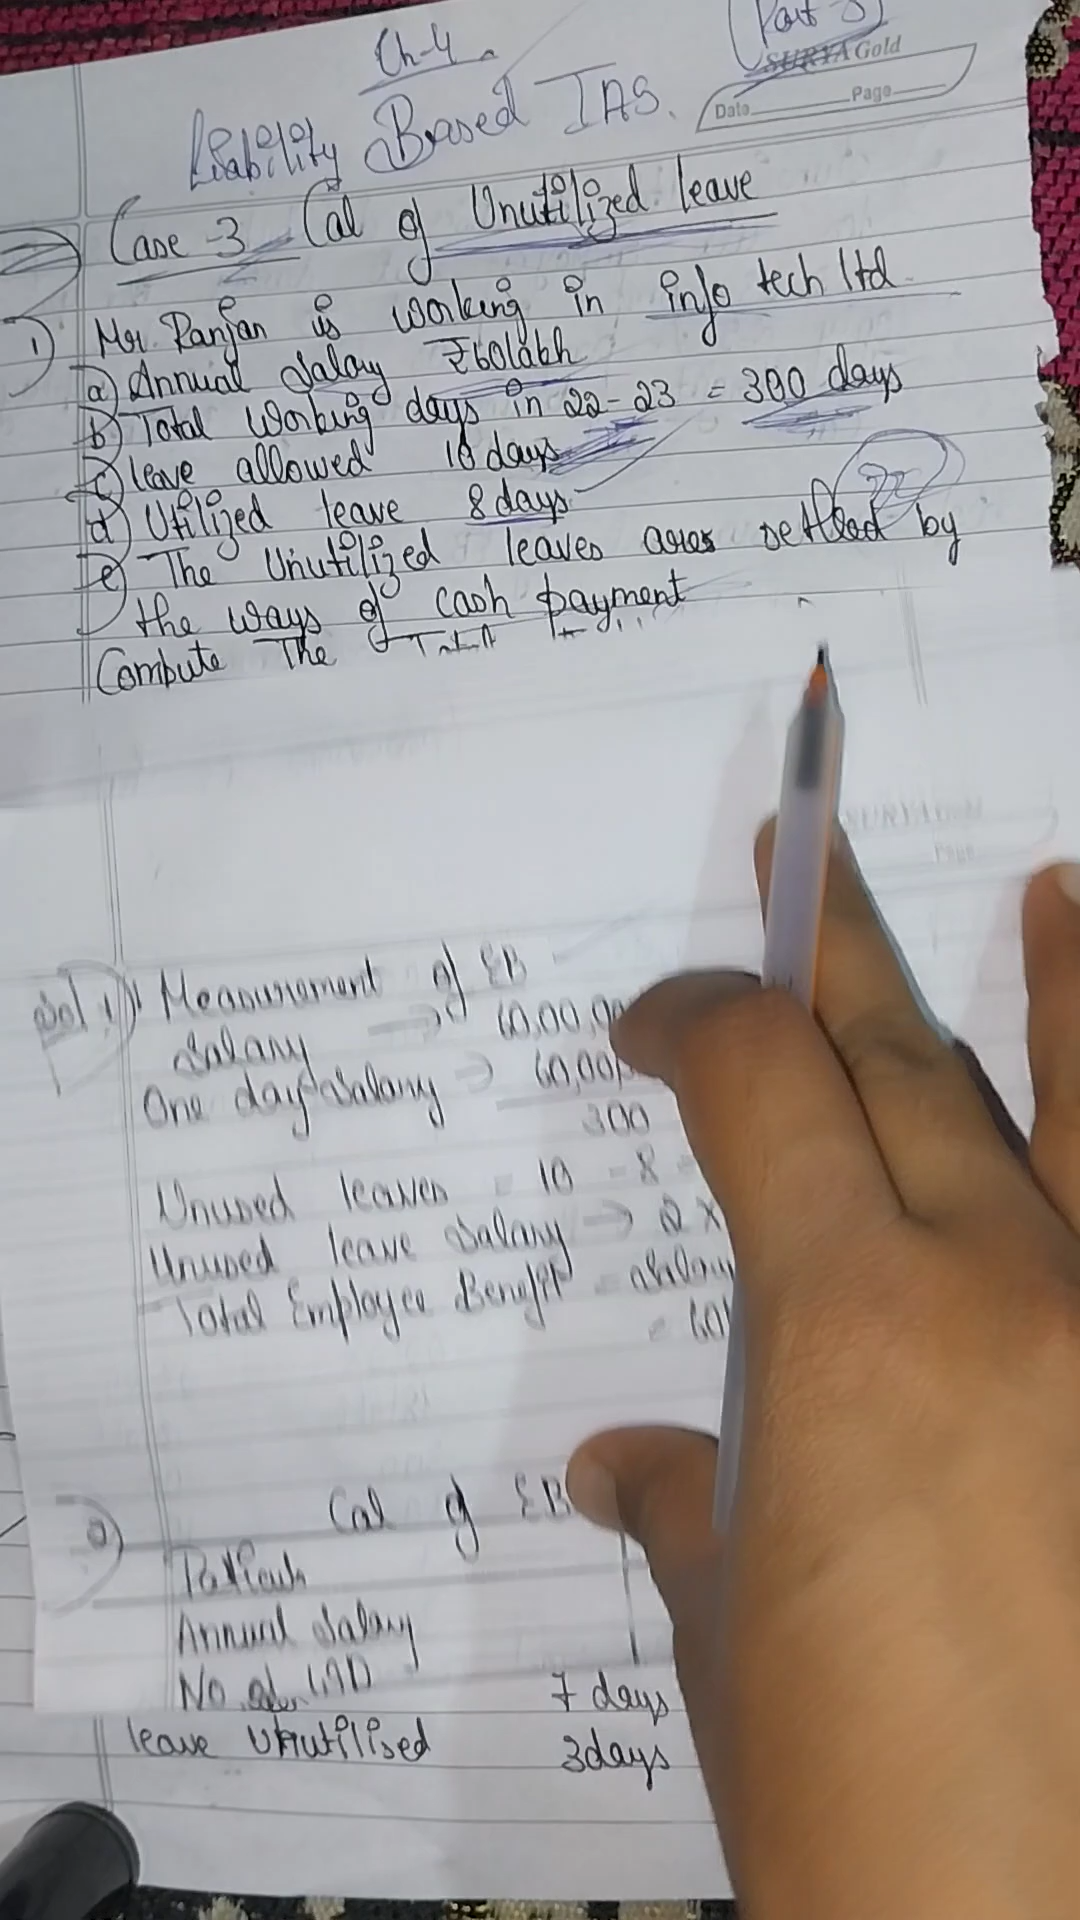 Ch-4
(Part 3)
SURYA Gold
Liability Based IAS.
Date Page
Case-3 Cal of Unutilized leave
1) Mr. Ranjan is working in info tech ltd
a) Annual Salary ₹60lakh
b) Total Working days in 22-23 = 300 days
c) leave allowed 10 days
d) Utilized leave 8 days
e) The Unutilized leaves are settled by
the ways of cash payment
Compute The
Sol 1) Measurement of EB
Salary → 60,00,00
One day Salary → 60,00
300
Unused leaves = 10 - 8 =
Unused leave Salary → 2 x
Total Employee Benefit = Salary
= 60
Cal of EB
Annual Salary
No. of
7 days
leave Unutilised 3days